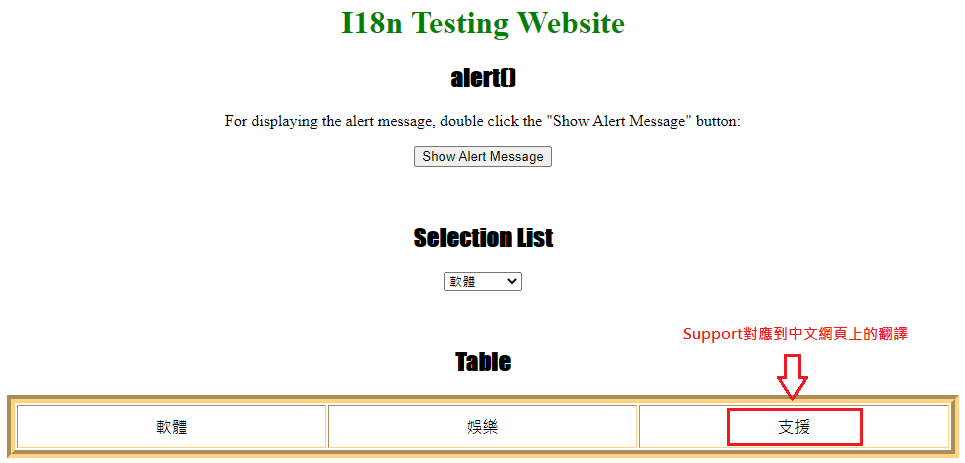 I18n Testing Website
alert()
For displaying the alert message, double click the "Show Alert Message" button:
Show Alert Message
Selection List
軟體
Support對應到中文網頁上的翻譯
Table
軟體 娛樂 支援